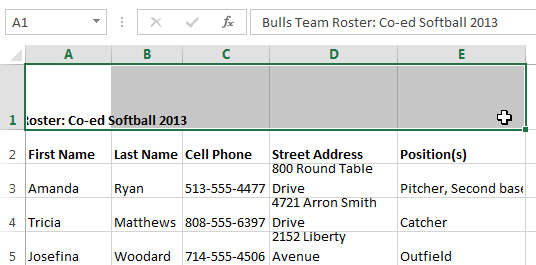 A1 fx Bulls Team Roster: Co-ed Softball 2013
A B C D E
1 Roster: Co-ed Softball 2013
2 First Name Last Name Cell Phone Street Address Position(s)
800 Round Table
3 Amanda Ryan 513-555-4477 Drive Pitcher, Second base
4721 Arron Smith
4 Tricia Matthews 808-555-6397 Drive Catcher
2152 Liberty
5 Josefina Woodard 714-555-4506 Avenue Outfield